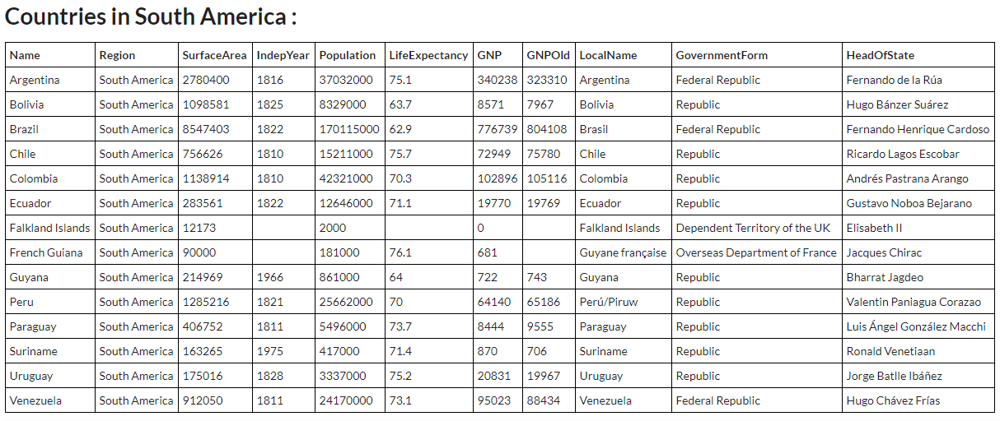 Countries in South America :
Name Region SurfaceArea IndepYear Population LifeExpectancy GNP GNPOld LocalName GovernmentForm HeadOfState
Argentina South America 2780400 1816 37032000 75.1 340238 323310 Argentina Federal Republic Fernando de la Rúa
Bolivia South America 1098581 1825 8329000 63.7 8571 7967 Bolivia Republic Hugo Bánzer Suárez
Brazil South America 8547403 1822 170115000 62.9 776739 804108 Brasil Federal Republic Fernando Henrique Cardoso
Chile South America 756626 1810 15211000 75.7 72949 75780 Chile Republic Ricardo Lagos Escobar
Colombia South America 1138914 1810 42321000 70.3 102896 105116 Colombia Republic Andrés Pastrana Arango
Ecuador South America 283561 1822 12646000 71.1 19770 19769 Ecuador Republic Gustavo Noboa Bejarano
Falkland Islands South America 12173 2000 0 Falkland Islands Dependent Territory of the UK Elisabeth II
French Guiana South America 90000 181000 76.1 681 Guyane française Overseas Department of France Jacques Chirac
Guyana South America 214969 1966 861000 64 722 743 Guyana Republic Bharrat Jagdeo
Peru South America 1285216 1821 25662000 70 64140 65186 Perú/Piruw Republic Valentin Paniagua Corazao
Paraguay South America 406752 1811 5496000 73.7 8444 9555 Paraguay Republic Luis Ángel González Macchi
Suriname South America 163265 1975 417000 71.4 870 706 Suriname Republic Ronald Venetiaan
Uruguay South America 175016 1828 3337000 75.2 20831 19967 Uruguay Republic Jorge Batlle Ibáñez
Venezuela South America 912050 1811 24170000 73.1 95023 88434 Venezuela Federal Republic Hugo Chávez Frías